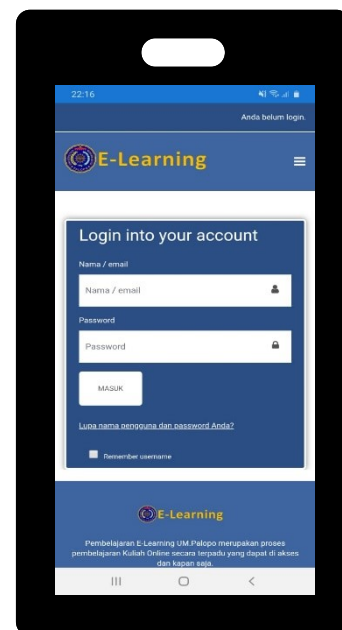 22:16
Anda belum login.
E-Learning
Login into your account
Nama / email
Nama / email
Password
Password
MASUK
Lupa nama pengguna dan password Anda?
Remember username
E-Learning
Pembelajaran E-Learning UM.Palopo merupakan proses
pembelajaran Kuliah Online secara terpadu yang dapat di akses
dan kapan saja.